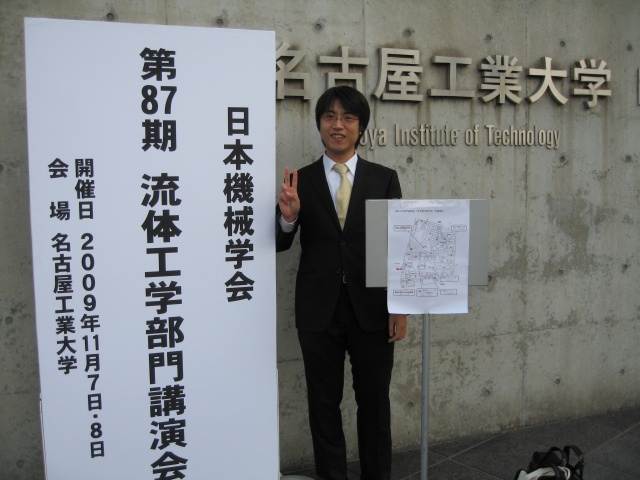 日本機械学会
第87期 流体工学部門講演会
開催日 2009年11月7日・8日
会場 名古屋工業大学
名古屋工業大学
oya Institute of Technology